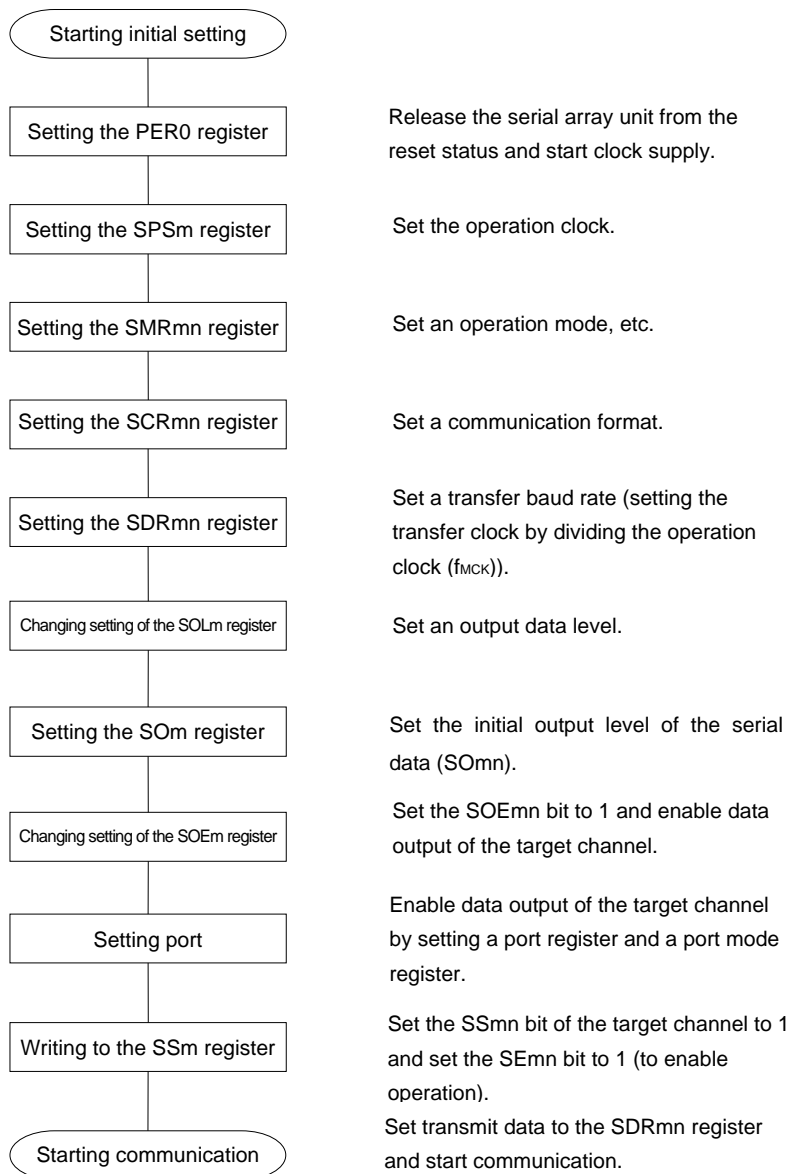 Starting initial setting
Setting the PER0 register
Release the serial array unit from the
reset status and start clock supply.
Setting the SPSm register
Set the operation clock.
Setting the SMRmn register
Set an operation mode, etc.
Setting the SCRmn register
Set a communication format.
Setting the SDRmn register
Set a transfer baud rate (setting the
transfer clock by dividing the operation
clock (fMCK)).
Changing setting of the SOLm register
Set an output data level.
Setting the SOm register
Set the initial output level of the serial
data (SOmn).
Changing setting of the SOEm register
Set the SOEmn bit to 1 and enable data
output of the target channel.
Setting port
Enable data output of the target channel
by setting a port register and a port mode
register.
Writing to the SSm register
Set the SSmn bit of the target channel to 1
and set the SEmn bit to 1 (to enable
operation).
Starting communication
Set transmit data to the SDRmn register
and start communication.